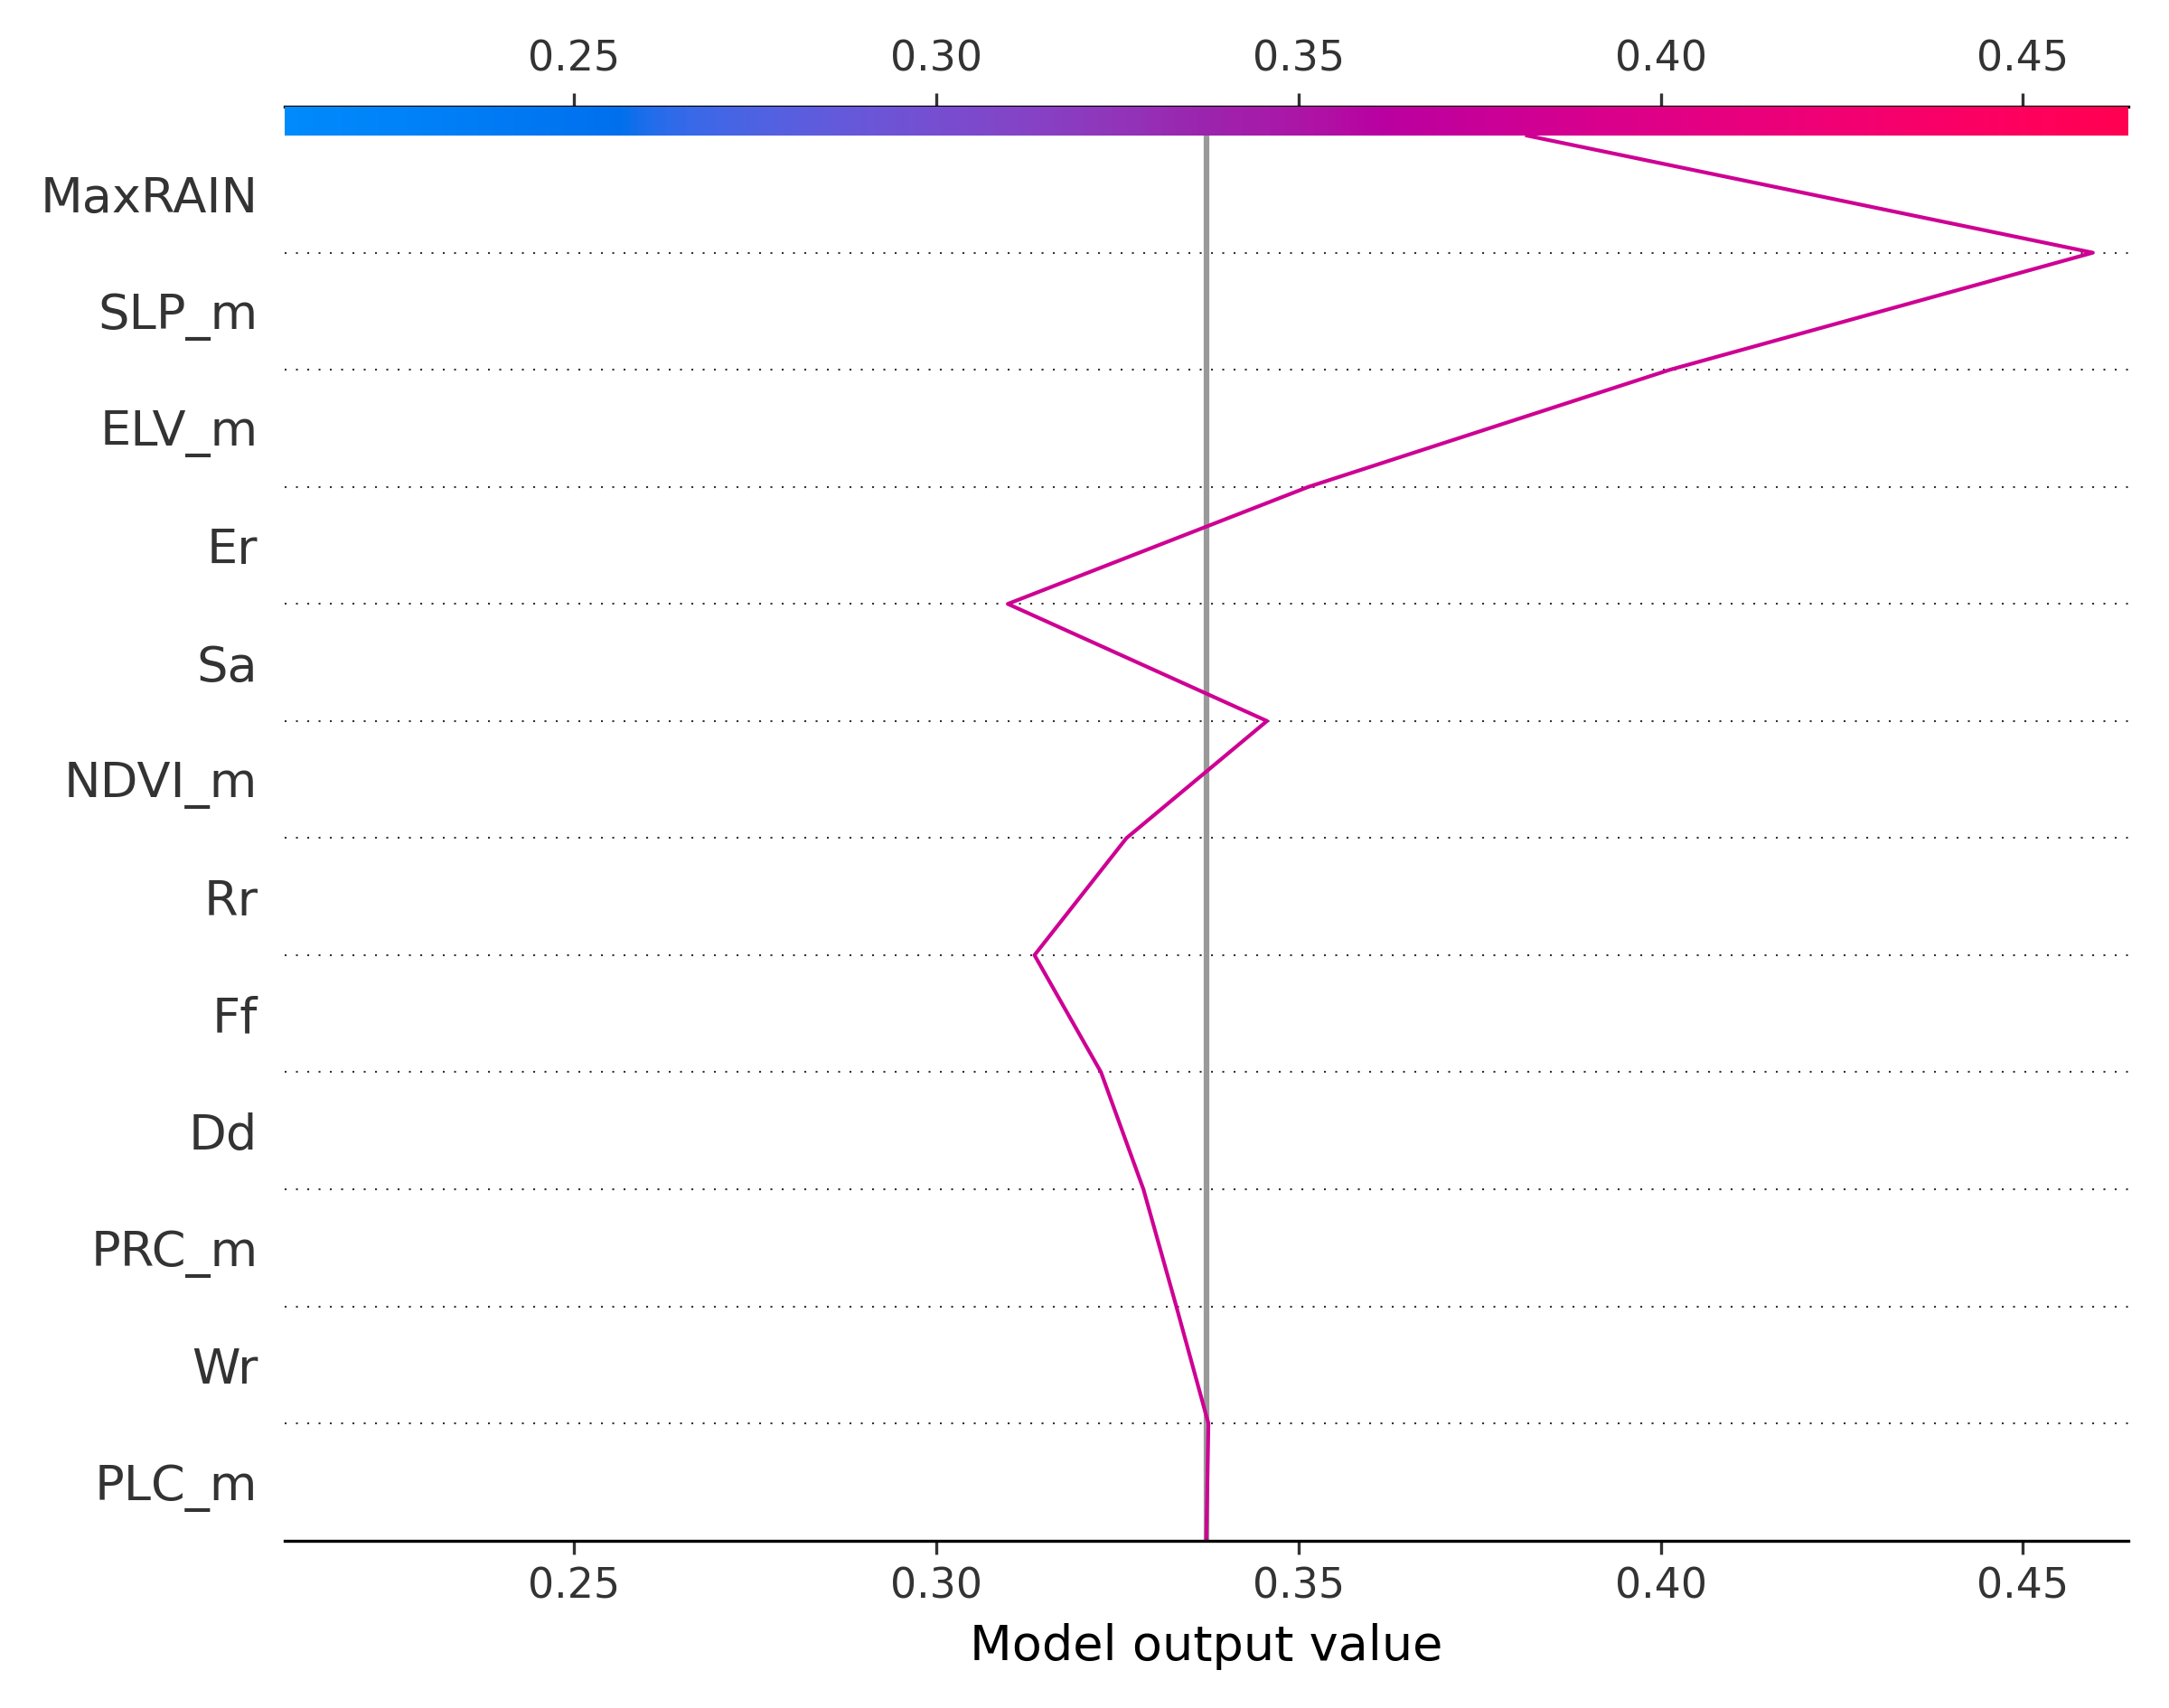 0.25 0.30 0.35 0.40 0.45
MaxRAIN
SLP_m
ELV_m
Er
Sa
NDVI_m
Rr
Ff
Dd
PRC_m
Wr
PLC_m
0.25 0.30 0.35 0.40 0.45
Model output value